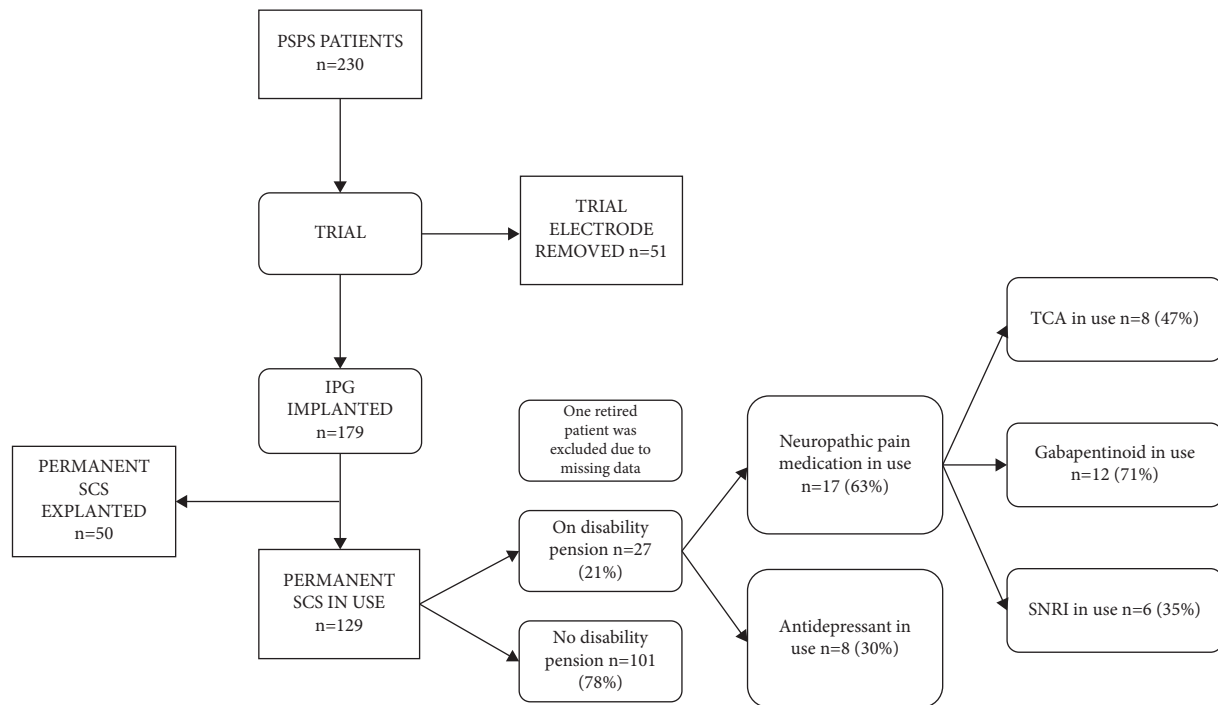 PSPS PATIENTS
n=230
TRIAL
TRIAL
ELECTRODE
REMOVED n=51
IPG
IMPLANTED
n=179
PERMANENT
SCS
EXPLANTED
n=50
PERMANENT
SCS IN USE
n=129
One retired
patient was
excluded due to
missing data
On disability
pension n=27
(21%)
No disability
pension n=101
(78%)
Neuropathic pain
medication in use
n=17 (63%)
Antidepressant in
use n=8 (30%)
TCA in use n=8 (47%)
Gabapentinoid in use
n=12 (71%)
SNRI in use n=6 (35%)